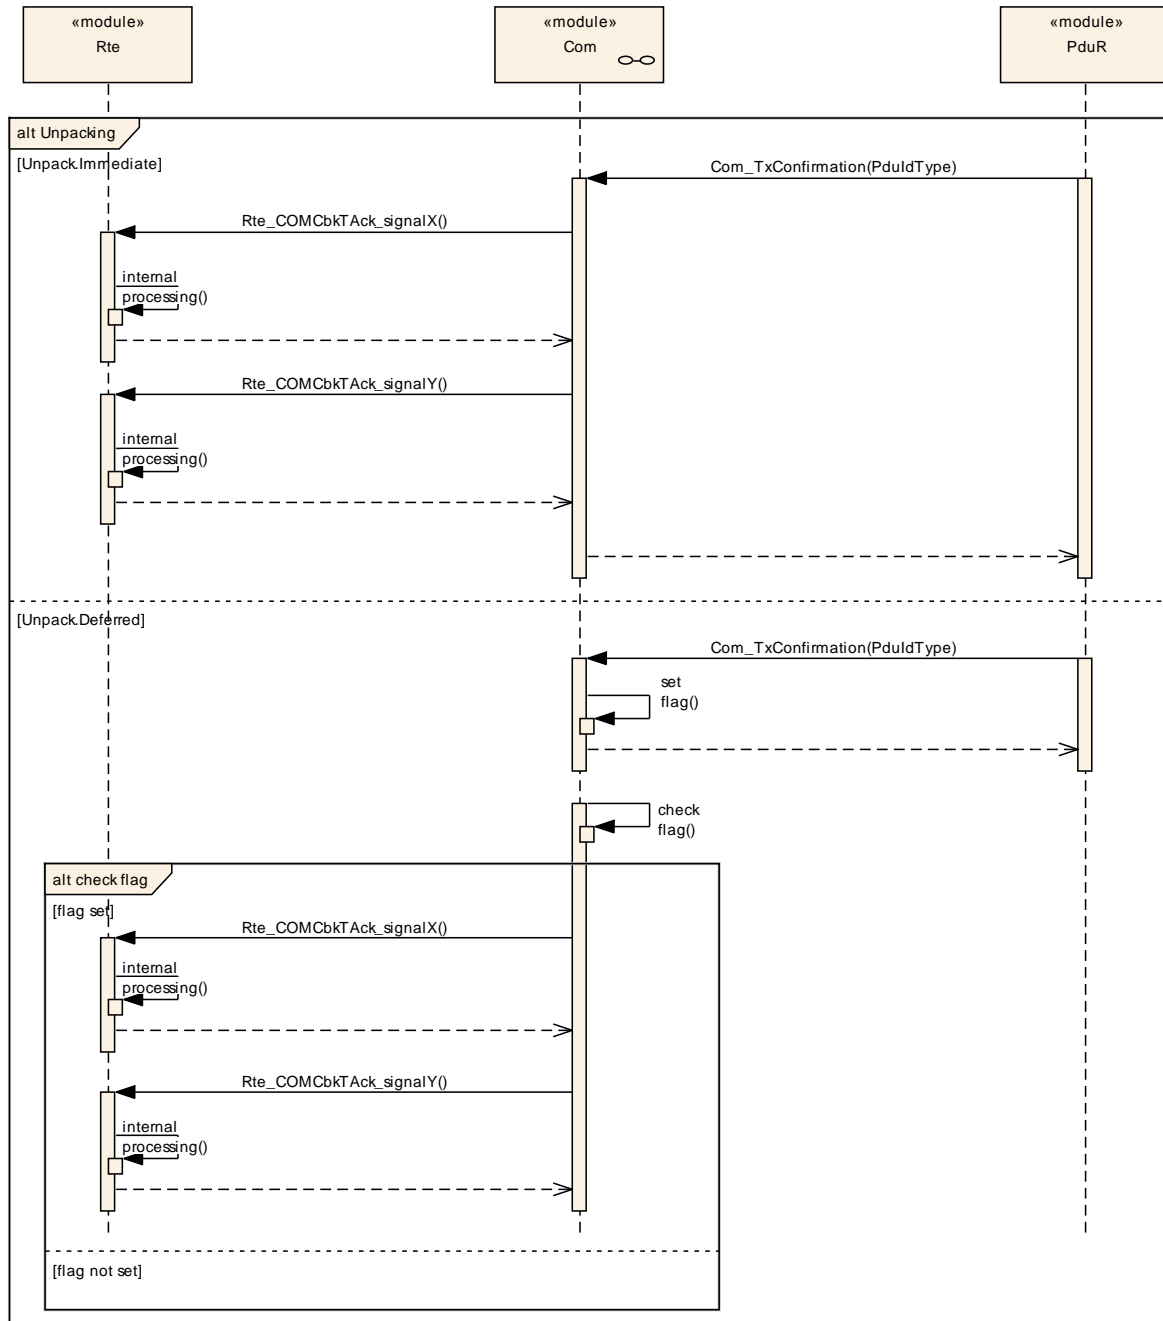 «module»
Rte
«module»
Com
«module»
PduR
alt Unpacking
[Unpack.Immediate]
Com_TxConfirmation(PduIdType)
Rte_COMCbkTAck_signalX()
internal
processing()
Rte_COMCbkTAck_signalY()
internal
processing()
[Unpack.Deferred]
Com_TxConfirmation(PduIdType)
set
flag()
check
flag()
alt check flag
[flag set]
Rte_COMCbkTAck_signalX()
internal
processing()
Rte_COMCbkTAck_signalY()
internal
processing()
[flag not set]